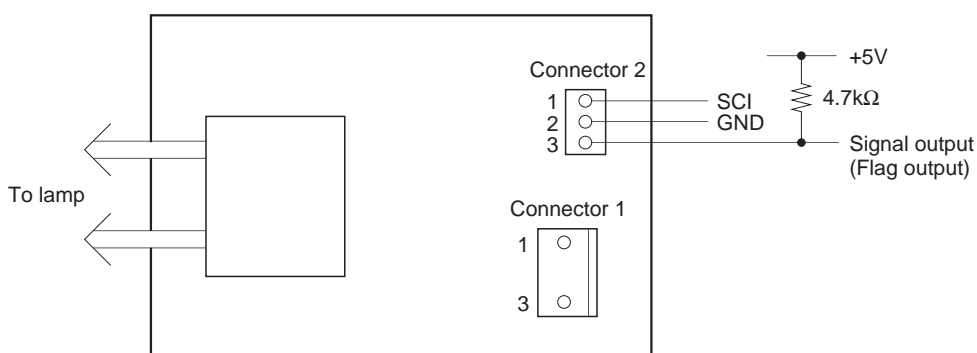 Connector 2
1
2
3
SCI
GND
+5V
4.7kΩ
Signal output
(Flag output)
To lamp
Connector 1
1
3